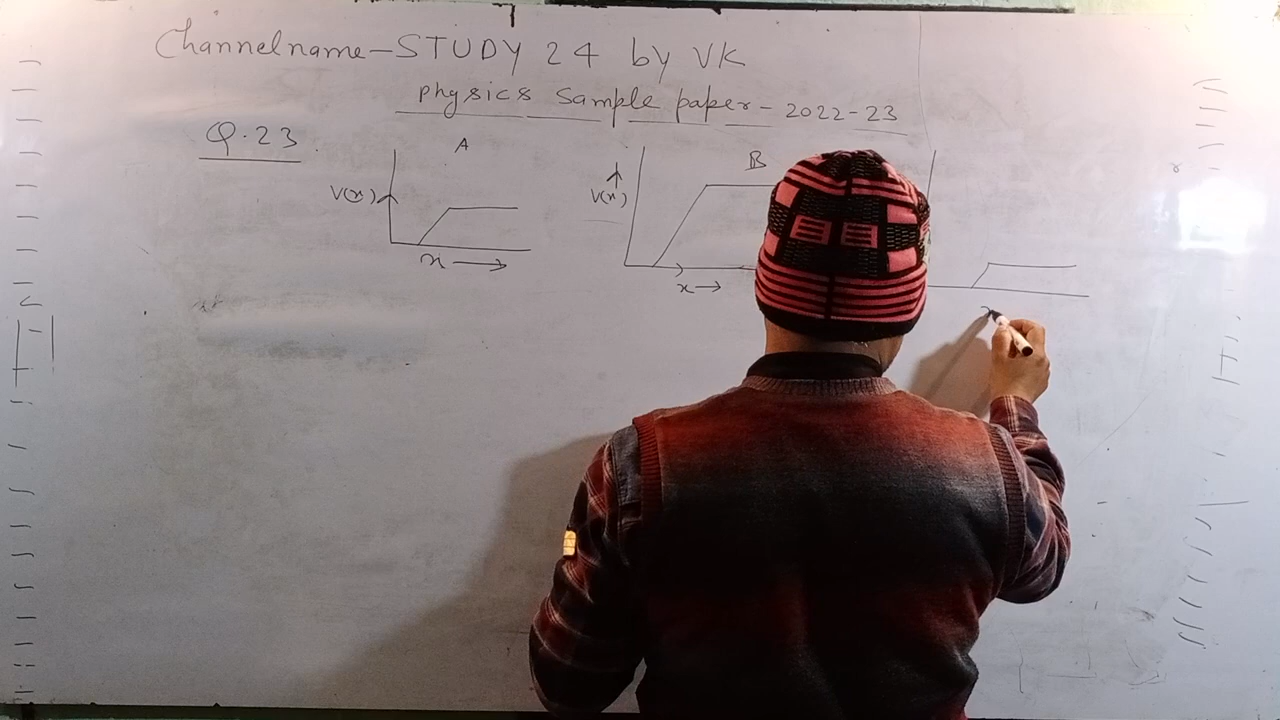 Channel name - STUDY 24 by VK
Physics Sample paper - 2022-23
Q.23
A
V(x)
x
B
V(x)
x